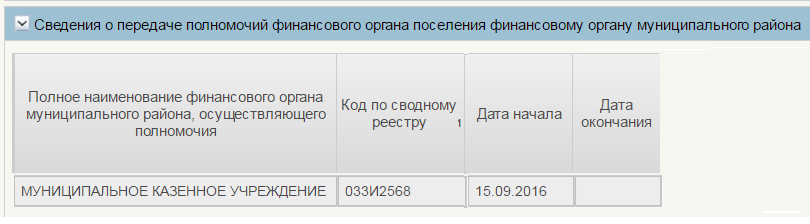 Сведения о передаче полномочий финансового органа поселения финансовому органу муниципального района
Полное наименование финансового органа
муниципального района, осуществляющего
полномочия
Код по сводному
реестру 1
Дата начала
Дата
окончания
МУНИЦИПАЛЬНОЕ КАЗЕННОЕ УЧРЕЖДЕНИЕ
033И2568
15.09.2016